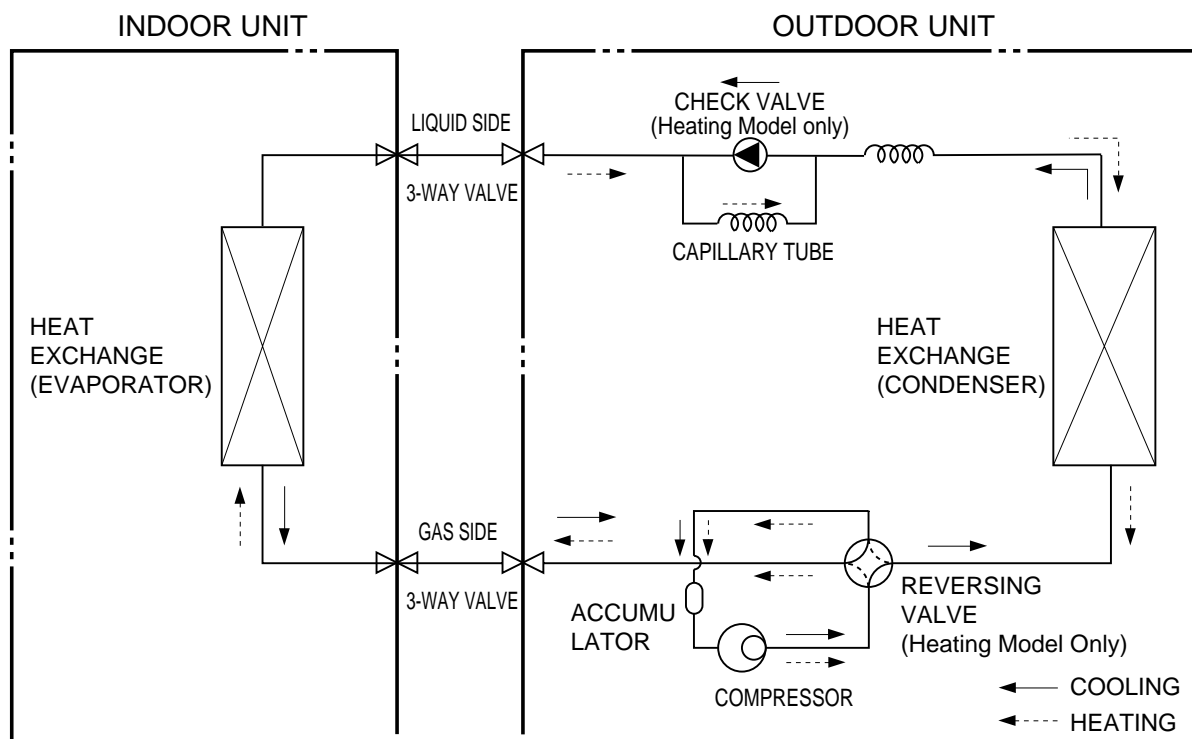 INDOOR UNIT
OUTDOOR UNIT
LIQUID SIDE
3-WAY VALVE
CHECK VALVE
(Heating Model only)
CAPILLARY TUBE
HEAT
EXCHANGE
(EVAPORATOR)
HEAT
EXCHANGE
(CONDENSER)
GAS SIDE
3-WAY VALVE
ACCUMU
LATOR
COMPRESSOR
REVERSING
VALVE
(Heating Model Only)
COOLING
HEATING